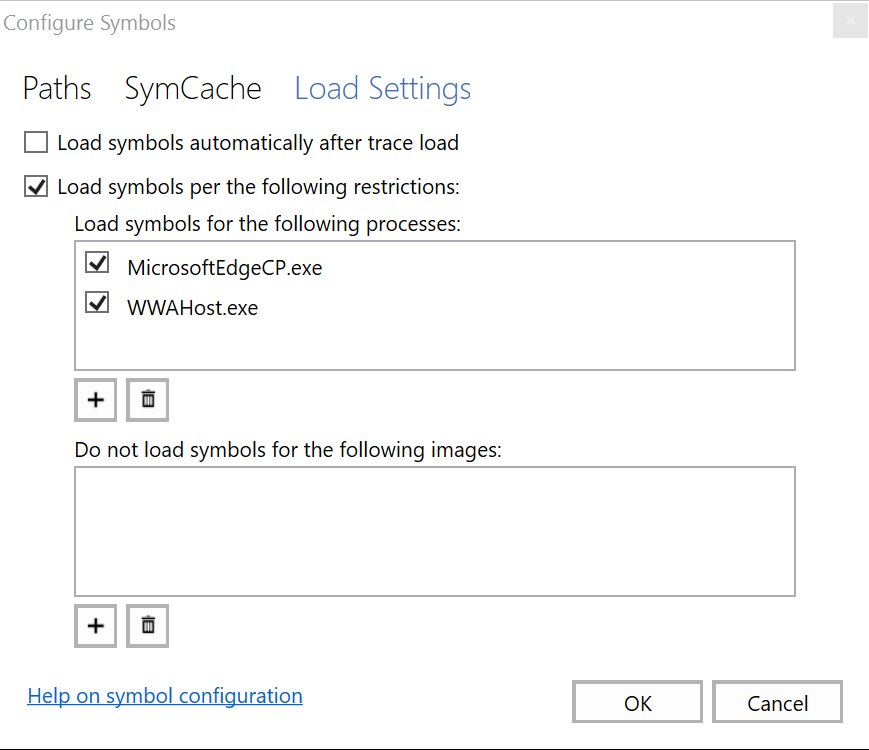 Configure Symbols
Paths SymCache Load Settings
Load symbols automatically after trace load
Load symbols per the following restrictions:
Load symbols for the following processes:
MicrosoftEdgeCP.exe
WWAHost.exe
Do not load symbols for the following images:
Help on symbol configuration
OK Cancel